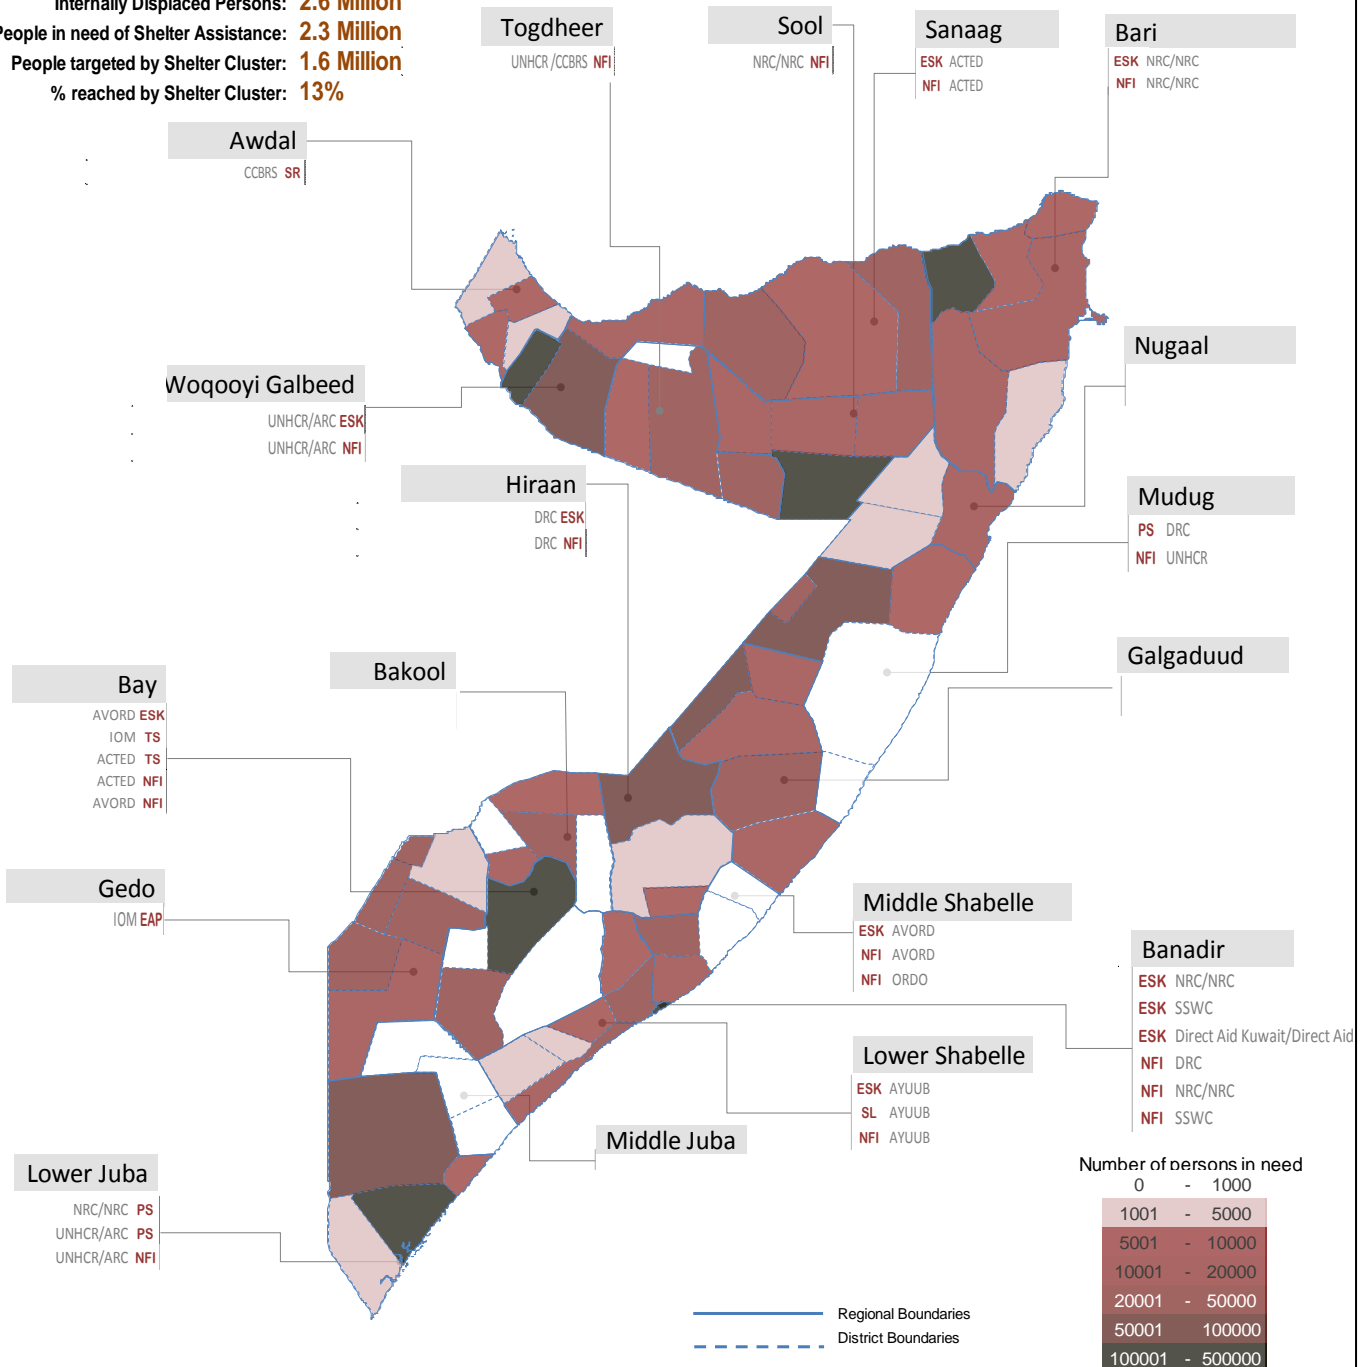 Internally Displaced Persons: 2.6 Million
People in need of Shelter Assistance: 2.3 Million
People targeted by Shelter Cluster: 1.6 Million
% reached by Shelter Cluster: 13%
Togdheer
UNHCR /CCBRS NFI
Sool
NRC/NRC NFI
Sanaag
ESK ACTED
NFI ACTED
Bari
ESK NRC/NRC
NFI NRC/NRC
Awdal
CCBRS SR
Woqooyi Galbeed
UNHCR/ARC ESK
UNHCR/ARC NFI
Nugaal
Hiraan
DRC ESK
DRC NFI
Mudug
PS DRC
NFI UNHCR
Galgaduud
Bakool
Bay
AVORD ESK
IOM TS
ACTED TS
ACTED NFI
AVORD NFI
Gedo
IOM EAP
Middle Shabelle
ESK AVORD
NFI AVORD
NFI ORDO
Banadir
ESK NRC/NRC
ESK SSWC
ESK Direct Aid Kuwait/Direct Aid
NFI DRC
NFI NRC/NRC
NFI SSWC
Lower Shabelle
ESK AYUUB
SL AYUUB
NFI AYUUB
Middle Juba
Lower Juba
NRC/NRC PS
UNHCR/ARC PS
UNHCR/ARC NFI
Number of persons in need
0 - 1000
1001 - 5000
5001 - 10000
10001 - 20000
20001 - 50000
50001 100000
100001 - 500000
Regional Boundaries
District Boundaries